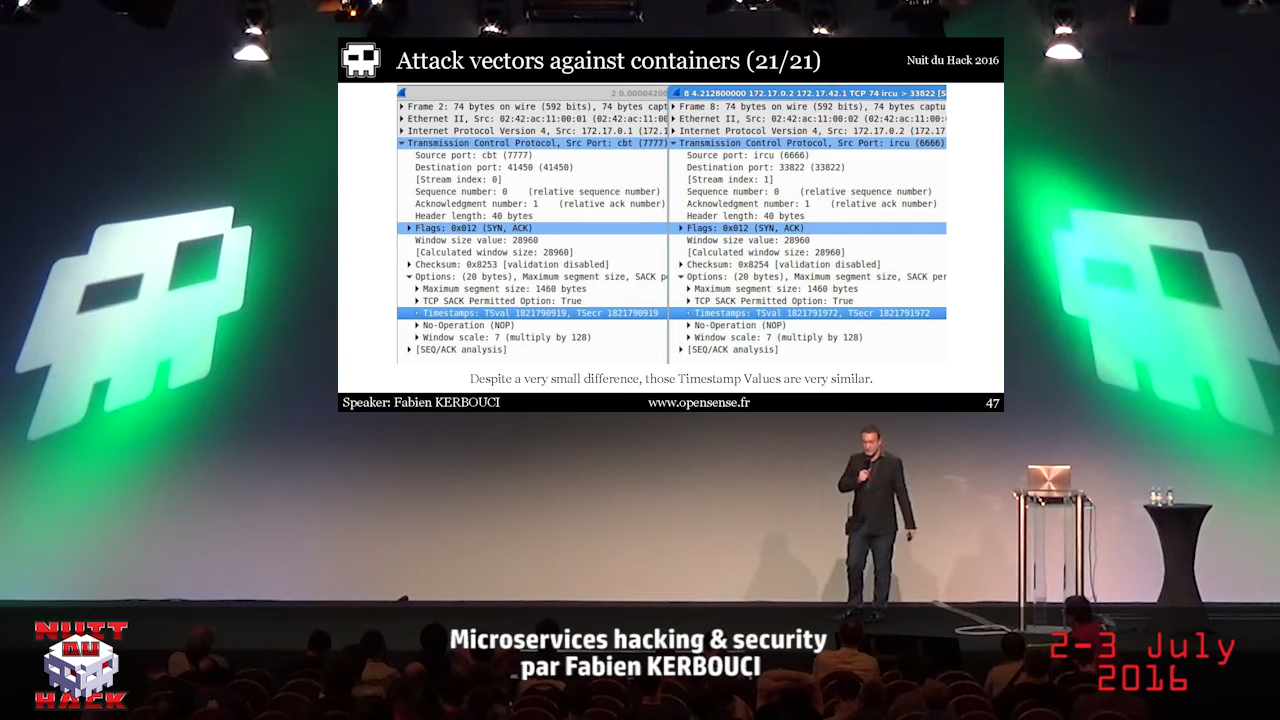 Attack vectors against containers (21/21)
Nuit du Hack 2016
2 0.00004200
8 4.212800000 172.17.0.2 172.17.42.1 TCP 74 ircu > 33822 [S
Frame 2: 74 bytes on wire (592 bits), 74 bytes capt
Ethernet II, Src: 02:42:ac:11:00:01 (02:42:ac:11:00
Internet Protocol Version 4, Src: 172.17.0.1 (172.1
Transmission Control Protocol, Src Port: cbt (7777)
Source port: cbt (7777)
Destination port: 41450 (41450)
[Stream index: 0]
Sequence number: 0 (relative sequence number)
Acknowledgment number: 1 (relative ack number)
Header length: 40 bytes
Flags: 0x012 (SYN, ACK)
Window size value: 28960
[Calculated window size: 28960]
Checksum: 0x8253 [validation disabled]
Options: (20 bytes), Maximum segment size, SACK p
Maximum segment size: 1460 bytes
TCP SACK Permitted Option: True
Timestamps: TSval 1821790919, TSecr 1821790919
No-Operation (NOP)
Window scale: 7 (multiply by 128)
[SEQ/ACK analysis]
Frame 8: 74 bytes on wire (592 bits), 74 bytes captu
Ethernet II, Src: 02:42:ac:11:00:02 (02:42:ac:11:00:
Internet Protocol Version 4, Src: 172.17.0.2 (172.17
Transmission Control Protocol, Src Port: ircu (6666)
Source port: ircu (6666)
Destination port: 33822 (33822)
[Stream index: 1]
Sequence number: 0 (relative sequence number)
Acknowledgment number: 1 (relative ack number)
Header length: 40 bytes
Flags: 0x012 (SYN, ACK)
Window size value: 28960
[Calculated window size: 28960]
Checksum: 0x8254 [validation disabled]
Options: (20 bytes), Maximum segment size, SACK per
Maximum segment size: 1460 bytes
TCP SACK Permitted Option: True
Timestamps: TSval 1821791972, TSecr 1821791972
No-Operation (NOP)
Window scale: 7 (multiply by 128)
[SEQ/ACK analysis]
Despite a very small difference, those Timestamp Values are very similar.
Speaker: Fabien KERBOUCI
www.opensense.fr
47
NUIT
DU
HACK
Microservices hacking & security
par Fabien KERBOUCI
2-3 July
2016